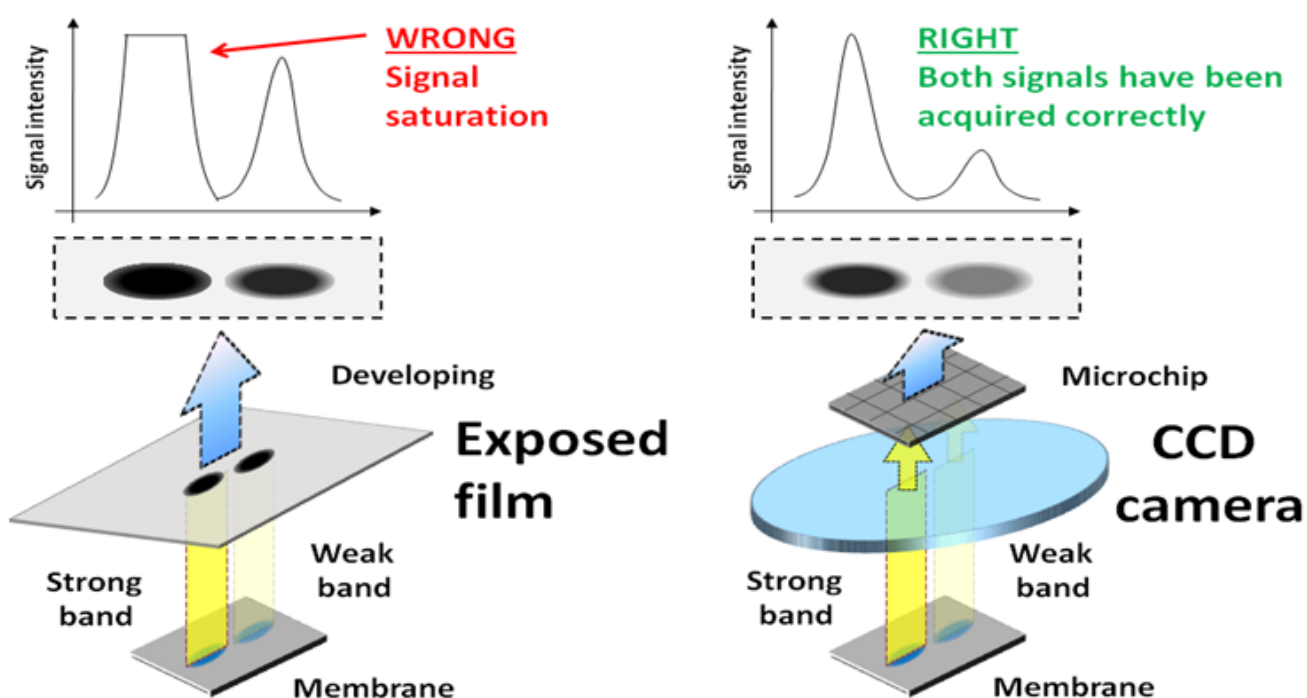 Signal intensity
WRONG
Signal
saturation
Developing
Exposed
film
Strong
band
Weak
band
Membrane
Signal intensity
RIGHT
Both signals have been
acquired correctly
Microchip
CCD
camera
Strong
band
Weak
band
Membrane